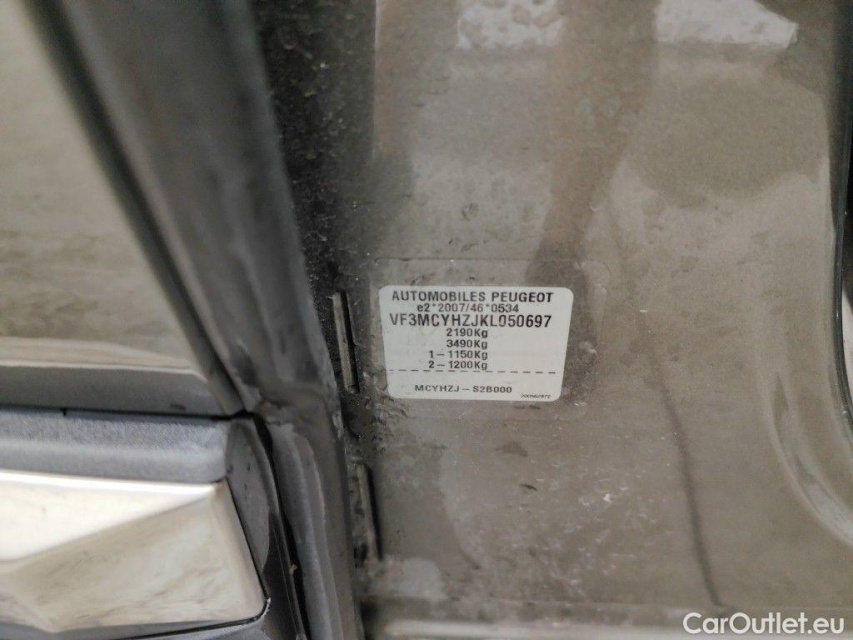 AUTOMOBILES PEUGEOT
e2*2007/46*0534
VF3MCYHZJKL050697
2190Kg
3490Kg
1-1150Kg
2-1200Kg
MCYHZJ-S2B000
CarOutlet.eu